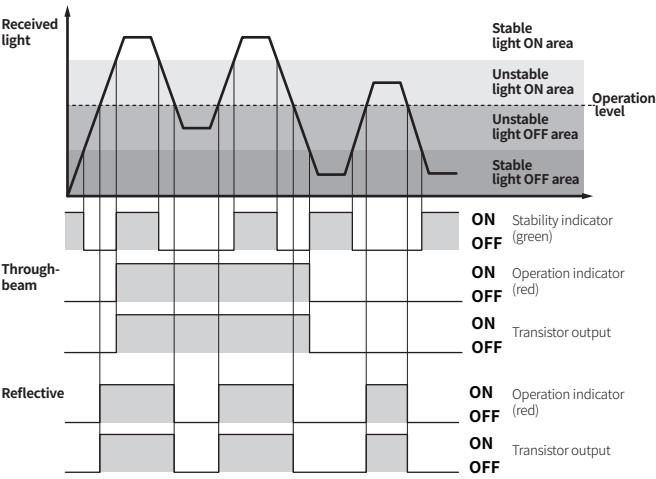 Received
light
Stable
light ON area
Unstable
light ON area
Operation
level
Unstable
light OFF area
Stable
light OFF area
ON
OFF
Stability indicator
(green)
Through-
beam
ON
OFF
Operation indicator
(red)
ON
OFF
Transistor output
Reflective
ON
OFF
Operation indicator
(red)
ON
OFF
Transistor output